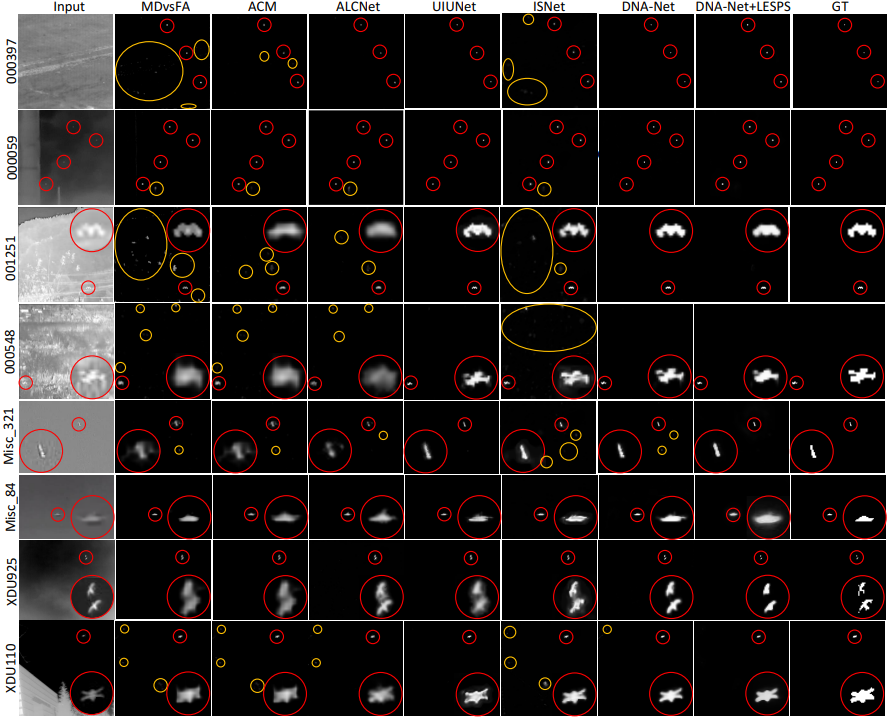 Input MDvsFA ACM ALCNet UIUNet ISNet DNA-Net DNA-Net+LESPS GT
000397
000059
001251
000548
Misc_321
Misc_84
XDU925
XDU110